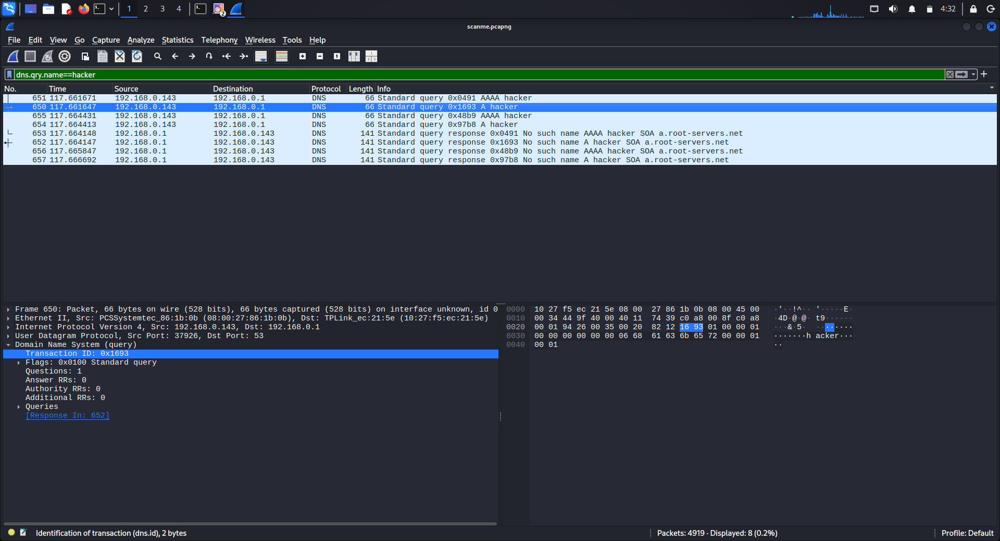 1 2 3 4 2 4:32
scanme.pcapng
File Edit View Go Capture Analyze Statistics Telephony Wireless Tools Help
dns.qry.name==hacker
No. Time Source Destination Protocol Length Info
651 117.661671 192.168.0.143 192.168.0.1 DNS 66 Standard query 0x0491 AAAA hacker
650 117.661647 192.168.0.143 192.168.0.1 DNS 66 Standard query 0x1693 A hacker
655 117.664431 192.168.0.143 192.168.0.1 DNS 66 Standard query 0x48b9 AAAA hacker
654 117.664413 192.168.0.143 192.168.0.1 DNS 66 Standard query 0x97b8 A hacker
653 117.664148 192.168.0.1 192.168.0.143 DNS 141 Standard query response 0x0491 No such name AAAA hacker SOA a.root-servers.net
652 117.664147 192.168.0.1 192.168.0.143 DNS 141 Standard query response 0x1693 No such name A hacker SOA a.root-servers.net
656 117.665847 192.168.0.1 192.168.0.143 DNS 141 Standard query response 0x48b9 No such name AAAA hacker SOA a.root-servers.net
657 117.666692 192.168.0.1 192.168.0.143 DNS 141 Standard query response 0x97b8 No such name A hacker SOA a.root-servers.net
Frame 650: Packet, 66 bytes on wire (528 bits), 66 bytes captured (528 bits) on interface unknown, id 0
Ethernet II, Src: PCSSystemtec_86:1b:0b (08:00:27:86:1b:0b), Dst: TPLink_ec:21:5e (10:27:f5:ec:21:5e)
Internet Protocol Version 4, Src: 192.168.0.143, Dst: 192.168.0.1
User Datagram Protocol, Src Port: 37926, Dst Port: 53
Domain Name System (query)
Transaction ID: 0x1693
Flags: 0x0100 Standard query
Questions: 1
Answer RRs: 0
Authority RRs: 0
Additional RRs: 0
Queries
[Response In: 652]
0000 10 27 f5 ec 21 5e 08 00 27 86 1b 0b 08 00 45 00 ·'··!^·· '·····E·
0010 00 34 44 9f 40 00 40 11 74 39 c0 a8 00 8f c0 a8 ·4D·@·@· t9······
0020 00 01 94 26 00 35 00 20 82 12 16 93 01 00 00 01 ···&·5·  ········
0030 00 00 00 00 00 00 06 68 61 63 6b 65 72 00 00 01 ·······h acker···
0040 00 01 ··
Identification of transaction (dns.id), 2 bytes
Packets: 4919 · Displayed: 8 (0.2%)
Profile: Default